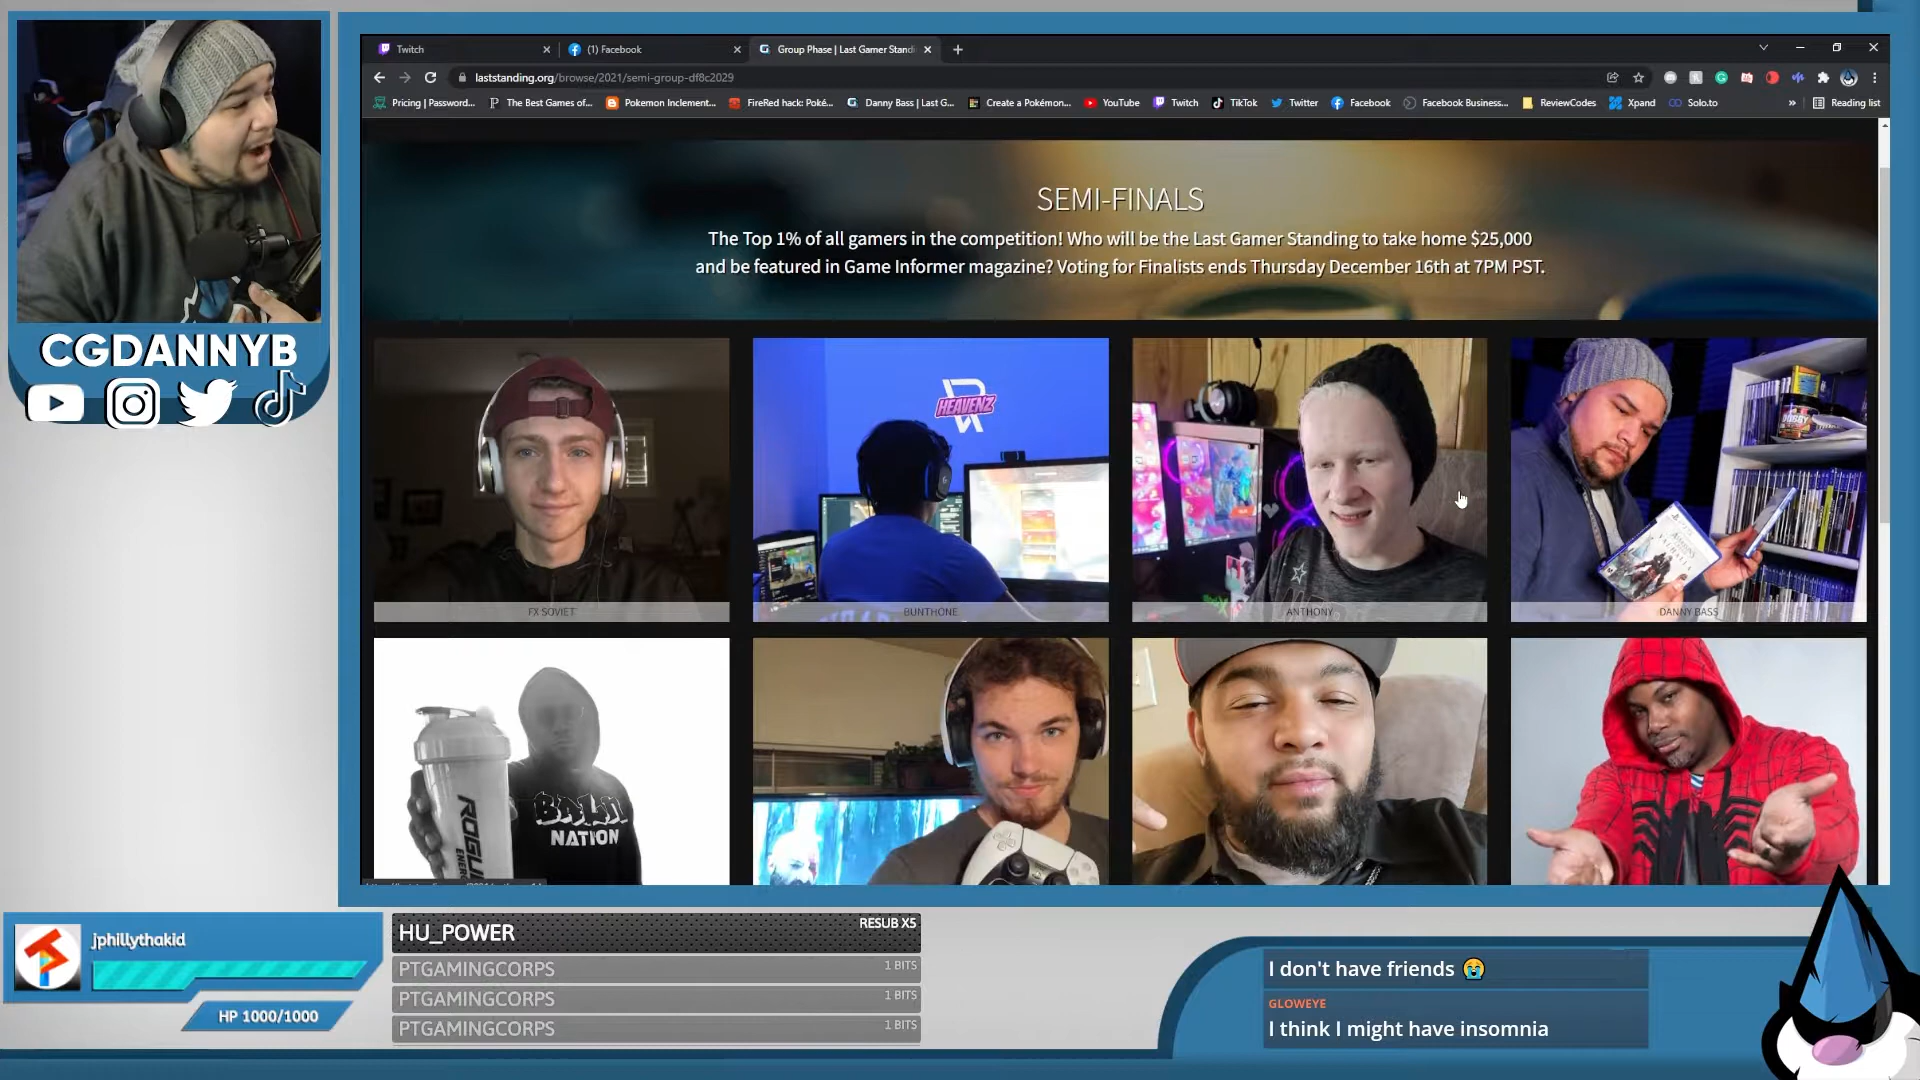 Twitch
(1) Facebook
Group Phase | Last Gamer Standi
laststanding.org/browse/2021/semi-group-df8c2029
Pricing | Password...
The Best Games of...
Pokemon Inclement...
FireRed hack: Poké...
Danny Bass | Last G...
Create a Pokémon...
YouTube
Twitch
TikTok
Twitter
Facebook
Facebook Business...
ReviewCodes
Xpand
Solo.to
»
Reading list
SEMI-FINALS
The Top 1% of all gamers in the competition! Who will be the Last Gamer Standing to take home $25,000
and be featured in Game Informer magazine? Voting for Finalists ends Thursday December 16th at 7PM PST.
CGDANNYB
HEAVENZ
FX SOVIET
BUNTHONE
ANTHONY
DANNY BASS
ROGUE
ENERGY
NATION
jphillythakid
HP 1000/1000
HU_POWER
RESUB X5
PTGAMINGCORPS
1 BITS
PTGAMINGCORPS
1 BITS
PTGAMINGCORPS
1 BITS
I don't have friends 😭
GLOWEYE
I think I might have insomnia